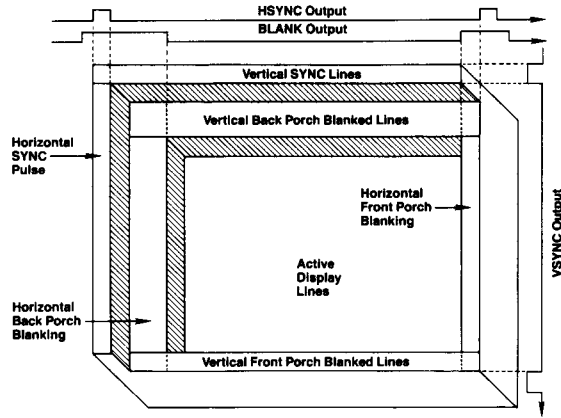 HSYNC Output
BLANK Output
Vertical SYNC Lines
Vertical Back Porch Blanked Lines
Horizontal
SYNC
Pulse
Horizontal
Front Porch
Blanking
VSYNC Output
Active
Display
Lines
Horizontal
Back Porch
Blanking
Vertical Front Porch Blanked Lines